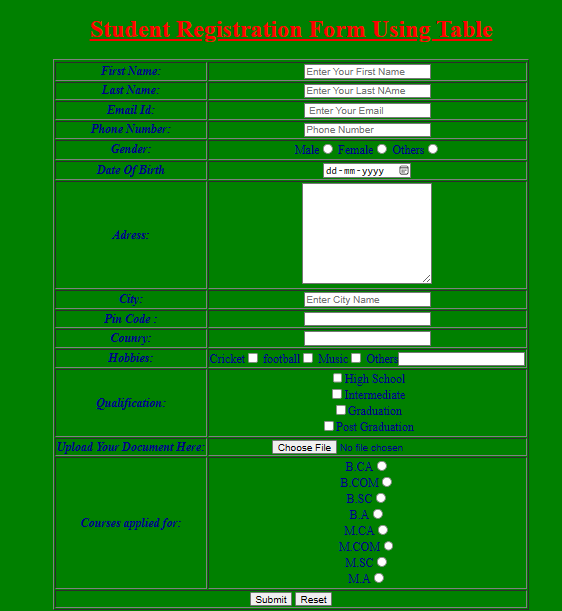 Student Registration Form Using Table
First Name: Enter Your First Name
Last Name: Enter Your Last NAme
Email Id: Enter Your Email
Phone Number: Phone Number
Gender: Male Female Others
Date Of Birth dd-mm-yyyy
Adress:
City: Enter City Name
Pin Code :
Counry:
Hobbies: Cricket football Music Others
High School
Intermediate
Qualification:
Graduation
Post Graduation
Upload Your Document Here: Choose File No file chosen
B.CA
B.COM
B.SC
B.A
Courses applied for:
M.CA
M.COM
M.SC
M.A
Submit Reset